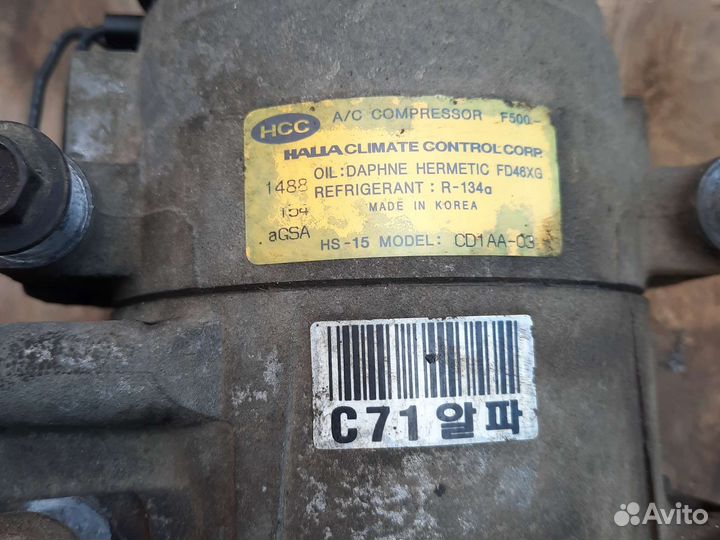 HCC A/C COMPRESSOR F500-
HALLA CLIMATE CONTROL CORP.
OIL: DAPHNE HERMETIC FD46XG
1488 REFRIGERANT : R-134a
154 MADE IN KOREA
aGSA HS-15 MODEL: CD1AA-03
C71 알파
Avito